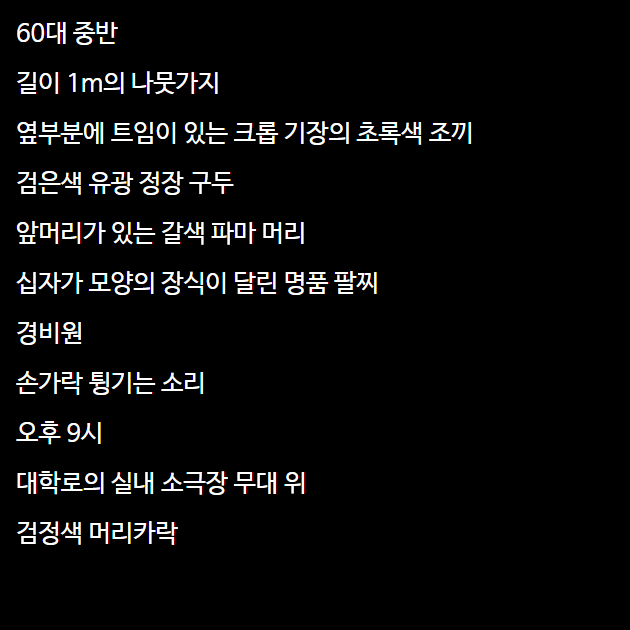 60대 중반
길이 1m의 나뭇가지
옆부분에 트임이 있는 크롭 기장의 초록색 조끼
검은색 유광 정장 구두
앞머리가 있는 갈색 파마 머리
십자가 모양의 장식이 달린 명품 팔찌
경비원
손가락 튕기는 소리
오후 9시
대학로의 실내 소극장 무대 위
검정색 머리카락